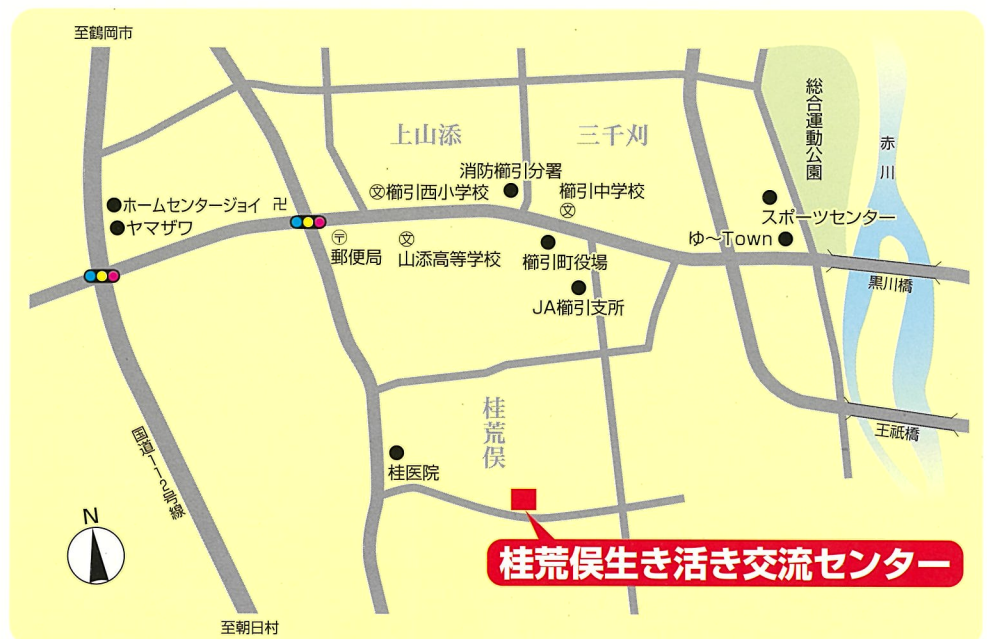 至鶴岡市
総合運動公園
赤川
上山添
三千刈
消防櫛引分署
㊛櫛引西小学校
櫛引中学校
ホームセンタージョイ 卍
ヤマザワ
スポーツセンター
ゆ〜Town
〒
郵便局
文
山添高等学校
櫛引町役場
黒川橋
JA櫛引支所
桂荒俣
王祇橋
国道112号線
桂医院
N
桂荒俣生き活き交流センター
至朝日村